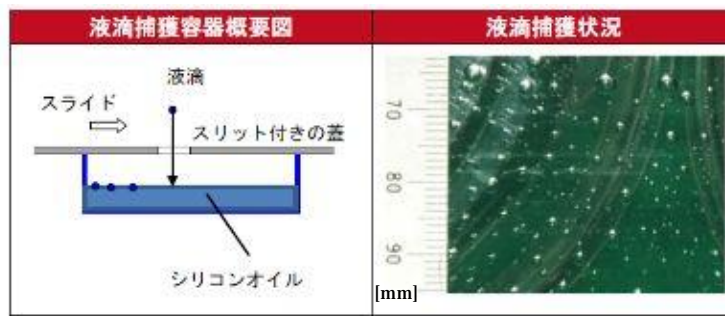 液滴捕獲容器概要図
液滴捕獲状況
液滴
スライド
スリット付きの蓋
シリコンオイル
70
80
90
[mm]